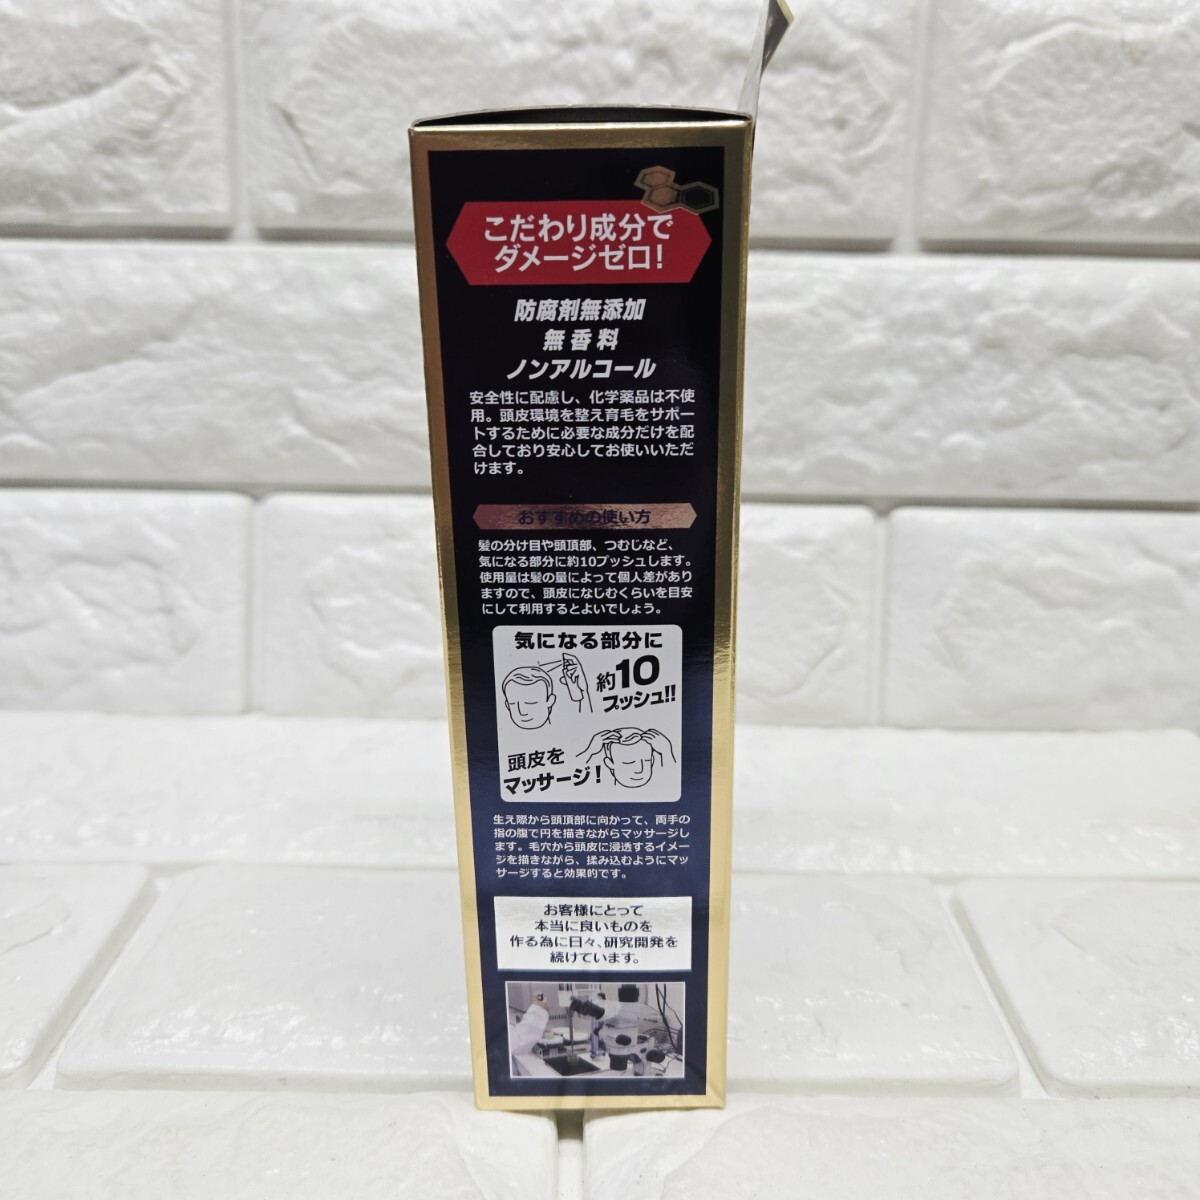 こだわり成分で
ダメージゼロ!
防腐剤無添加
無香料
ノンアルコール
安全性に配慮し、化学薬品は不使
用。頭皮環境を整え育毛をサポー
トするために必要な成分だけを配
合しており安心してお使いいただ
けます。
おすすめの使い方
髪の分け目や頭頂部、つむじなど、
気になる部分に約10プッシュします。
使用量は髪の量によって個人差があり
ますので、頭皮になじむくらいを目安
にして利用するとよいでしょう。
気になる部分に
約10
プッシュ!!
頭皮を
マッサージ!
生え際から頭頂部に向かって、両手の
指の腹で円を描きながらマッサージし
ます。毛穴から頭皮に浸透するイメー
ジを描きながら、揉み込むようにマッ
サージすると効果的です。
お客様にとって
本当に良いものを
作る為に日々、研究開発を
続けています。